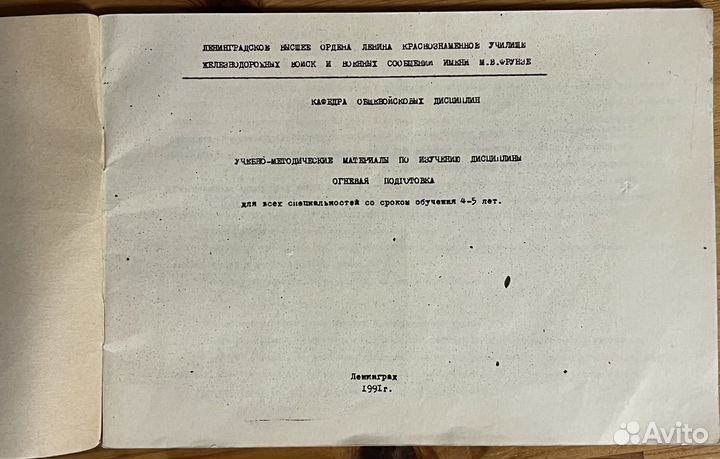 ЛЕНИНГРАДСКОЕ ВЫСШЕЕ ОРДЕНА ЛЕНИНА КРАСНОЗНАМЕННОЕ УЧИЛИЩЕ
ЖЕЛЕЗНОДОРОЖНЫХ ВОЙСК И ВОЕННЫХ СООБЩЕНИЙ ИМЕНИ М.В.ФРУНЗЕ
КАФЕДРА ОБЩЕВОЙСКОВЫХ ДИСЦИПЛИН
УЧЕБНО-МЕТОДИЧЕСКИЕ МАТЕРИАЛЫ ПО ИЗУЧЕНИЮ ДИСЦИПЛИНЫ
ОГНЕВАЯ ПОДГОТОВКА
для всех специальностей со сроком обучения 4-5 лет.
Ленинград
1991г.
Avito